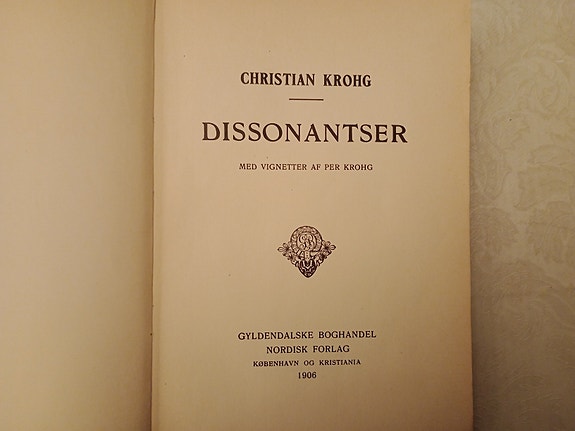 CHRISTIAN KROHG
DISSONANTSER
MED VIGNETTER AF PER KROHG
GYLDENDALSKE BOGHANDEL
NORDISK FORLAG
KØBENHAVN OG KRISTIANIA
1906